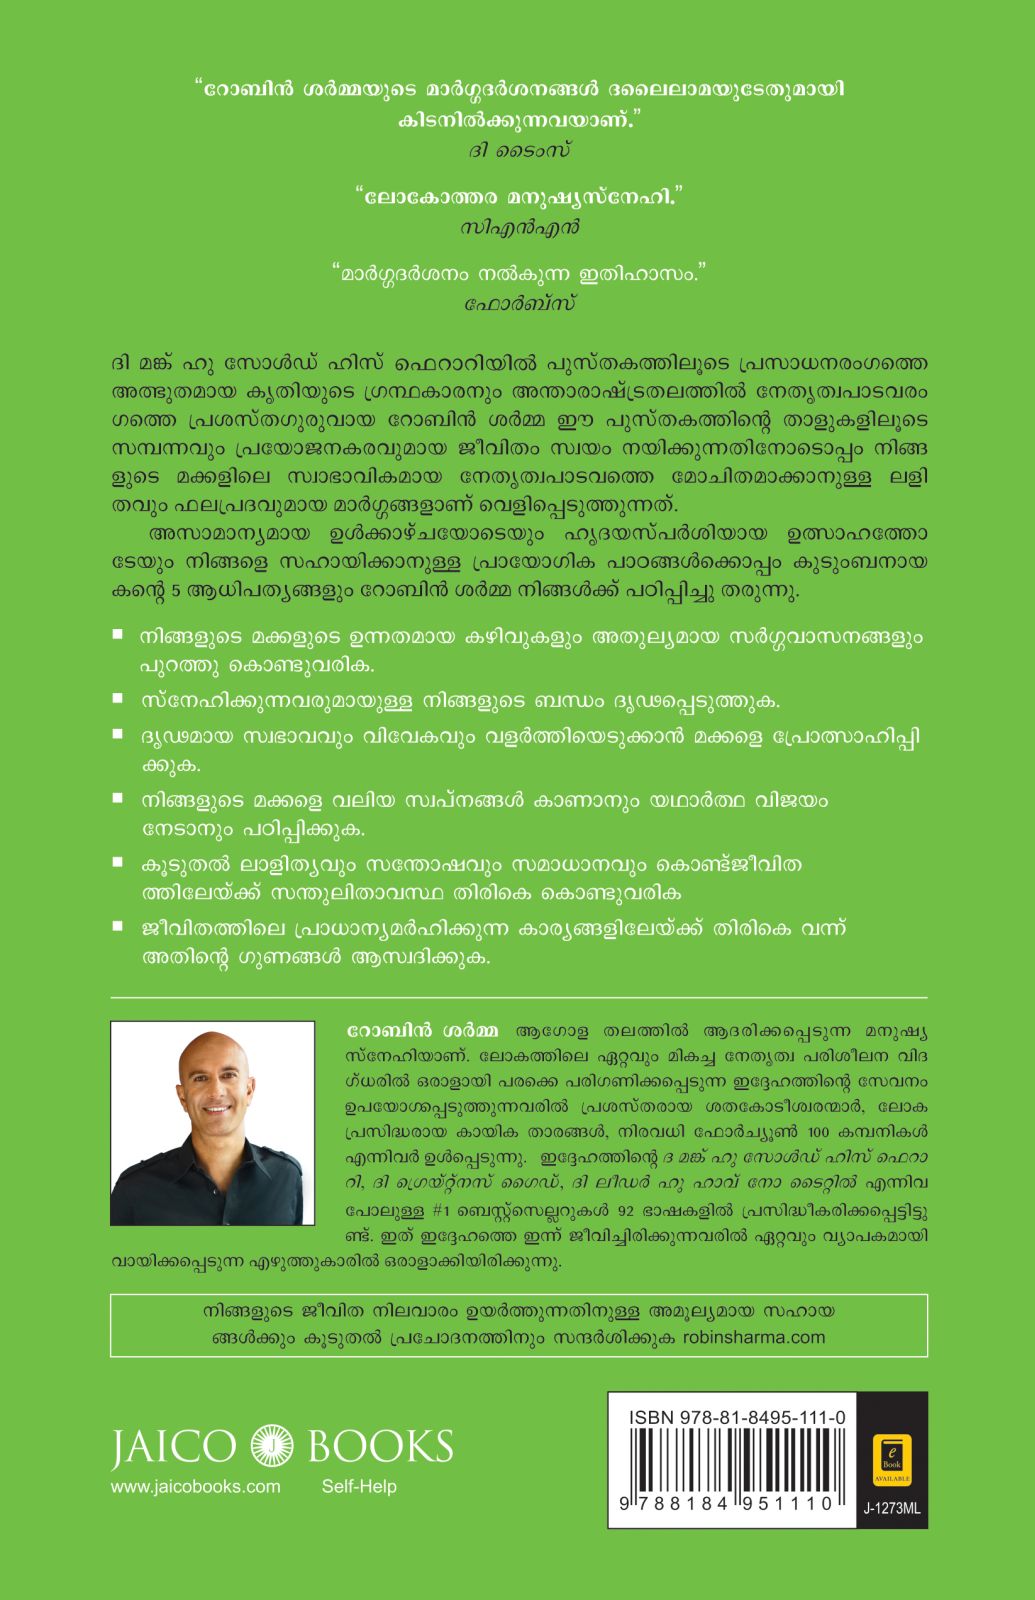 “റോബിൻ ശർമ്മയുടെ മാർഗ്ഗദർശനങ്ങൾ ദലൈലാമയുടേതുമായി
കിടനിൽക്കുന്നവയാണ്.”
ദി ടൈംസ്
“ലോകോത്തര മനുഷ്യസ്നേഹി.”
സിഎൻഎൻ
“മാർഗ്ഗദർശനം നൽകുന്ന ഇതിഹാസം.”
ഫോർബ്സ്
ദി മങ്ക് ഹു സോൾഡ് ഹിസ് ഫെറാറിയിൽ പുസ്തകത്തിലൂടെ പ്രസാധനരംഗത്തെ
അത്ഭുതമായ കൃതിയുടെ ഗ്രന്ഥകാരനും അന്താരാഷ്ട്രതലത്തിൽ നേതൃത്വപാടവരം
ഗത്തെ പ്രശസ്തഗുരുവായ റോബിൻ ശർമ്മ ഈ പുസ്തകത്തിന്റെ താളുകളിലൂടെ
സമ്പന്നവും പ്രയോജനകരവുമായ ജീവിതം സ്വയം നയിക്കുന്നതിനോടൊപ്പം നിങ്ങ
ളുടെ മക്കളിലെ സ്വാഭാവികമായ നേതൃത്വപാടവത്തെ മോചിതമാക്കാനുള്ള ലളി
തവും ഫലപ്രദവുമായ മാർഗ്ഗങ്ങളാണ് വെളിപ്പെടുത്തുന്നത്.
അസാമാന്യമായ ഉൾക്കാഴ്ചയോടെയും ഹൃദയസ്പർശിയായ ഉത്സാഹത്തോ
ടേയും നിങ്ങളെ സഹായിക്കാനുള്ള പ്രായോഗിക പാഠങ്ങൾക്കൊപ്പം കുടുംബനായ
കന്റെ 5 ആധിപത്യങ്ങളും റോബിൻ ശർമ്മ നിങ്ങൾക്ക് പഠിപ്പിച്ചു തരുന്നു.
■ നിങ്ങളുടെ മക്കളുടെ ഉന്നതമായ കഴിവുകളും അതുല്യമായ സർഗ്ഗവാസനങ്ങളും
പുറത്തു കൊണ്ടുവരിക.
■ സ്നേഹിക്കുന്നവരുമായുള്ള നിങ്ങളുടെ ബന്ധം ദൃഢപ്പെടുത്തുക.
■ ദൃഢമായ സ്വഭാവവും വിവേകവും വളർത്തിയെടുക്കാൻ മക്കളെ പ്രോത്സാഹിപ്പി
ക്കുക.
■ നിങ്ങളുടെ മക്കളെ വലിയ സ്വപ്നങ്ങൾ കാണാനും യഥാർത്ഥ വിജയം
നേടാനും പഠിപ്പിക്കുക.
■ കൂടുതൽ ലാളിത്യവും സന്തോഷവും സമാധാനവും കൊണ്ട്ജീവിത
ത്തിലേയ്ക്ക് സന്തുലിതാവസ്ഥ തിരികെ കൊണ്ടുവരിക
■ ജീവിതത്തിലെ പ്രാധാന്യമർഹിക്കുന്ന കാര്യങ്ങളിലേയ്ക്ക് തിരികെ വന്ന്
അതിന്റെ ഗുണങ്ങൾ ആസ്വദിക്കുക.
റോബിൻ ശർമ്മ ആഗോള തലത്തിൽ ആദരിക്കപ്പെടുന്ന മനുഷ്യ
സ്നേഹിയാണ്. ലോകത്തിലെ ഏറ്റവും മികച്ച നേതൃത്വ പരിശീലന വിദ
ഗ്ധരിൽ ഒരാളായി പരക്കെ പരിഗണിക്കപ്പെടുന്ന ഇദ്ദേഹത്തിന്റെ സേവനം
ഉപയോഗപ്പെടുത്തുന്നവരിൽ പ്രശസ്തരായ ശതകോടീശ്വരന്മാർ, ലോക
പ്രസിദ്ധരായ കായിക താരങ്ങൾ, നിരവധി ഫോർച്യൂൺ 100 കമ്പനികൾ
എന്നിവർ ഉൾപ്പെടുന്നു. ഇദ്ദേഹത്തിന്റെ ദ മങ്ക് ഹു സോൾഡ് ഹിസ് ഫെറാ
റി, ദി ഗ്രെയ്റ്റ്നസ് ഗൈഡ്, ദി ലീഡർ ഹു ഹാവ് നോ ടൈറ്റിൽ എന്നിവ
പോലുള്ള #1 ബെസ്റ്റ്സെല്ലറുകൾ 92 ഭാഷകളിൽ പ്രസിദ്ധീകരിക്കപ്പെട്ടിട്ടു
ണ്ട്. ഇത് ഇദ്ദേഹത്തെ ഇന്ന് ജീവിച്ചിരിക്കുന്നവരിൽ ഏറ്റവും വ്യാപകമായി
വായിക്കപ്പെടുന്ന എഴുത്തുകാരിൽ ഒരാളാക്കിയിരിക്കുന്നു.
നിങ്ങളുടെ ജീവിത നിലവാരം ഉയർത്തുന്നതിനുള്ള അമൂല്യമായ സഹായ
ങ്ങൾക്കും കൂടുതൽ പ്രചോദനത്തിനും സന്ദർശിക്കുക robinsharma.com
JAICO J BOOKS
www.jaicobooks.com Self-Help
ISBN 978-81-8495-111-0
9 788184 951110
e
Book
AVAILABLE
J-1273ML